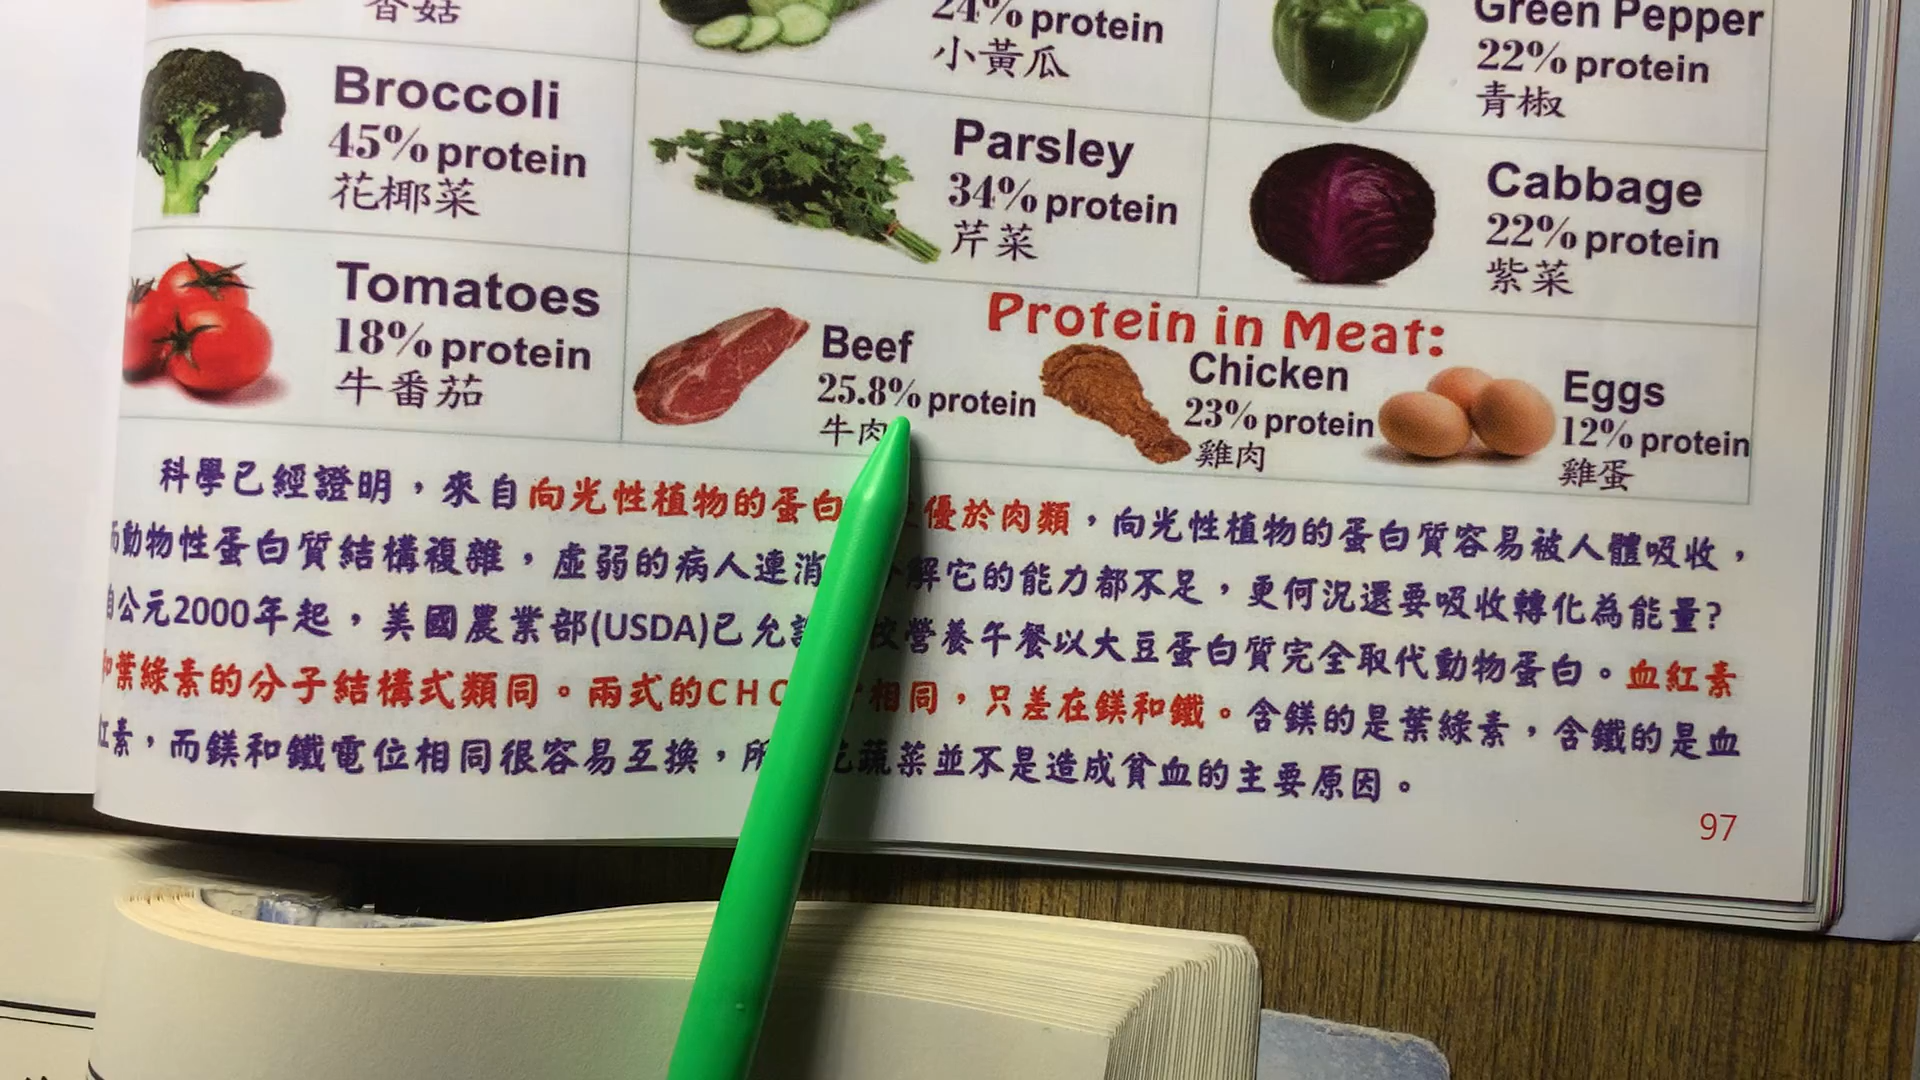 香菇
24% protein
小黃瓜
Green Pepper
22% protein
青椒
Broccoli
45% protein
花椰菜
Parsley
34% protein
芹菜
Cabbage
22% protein
紫菜
Tomatoes
18% protein
牛番茄
Protein in Meat:
Beef
25.8% protein
牛肉
Chicken
23% protein
雞肉
Eggs
12% protein
雞蛋
科學已經證明，來自向光性植物的蛋白 優於肉類，向光性植物的蛋白質容易被人體吸收，
而動物性蛋白質結構複雜，虛弱的病人連消 解它的能力都不足，更何況還要吸收轉化為能量?
自公元2000年起，美國農業部(USDA)已允 校營養午餐以大豆蛋白質完全取代動物蛋白。血紅素
和葉綠素的分子結構式類同。兩式的CHO 相同，只差在鎂和鐵。含鎂的是葉綠素，含鐵的是血
紅素，而鎂和鐵電位相同很容易互換，所 蔬菜並不是造成貧血的主要原因。
97